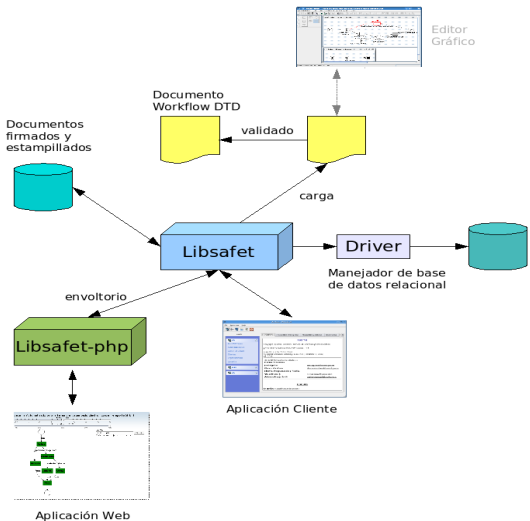 Editor
Gráfico
Documento
Workflow DTD
Documentos
firmados y
estampillados
validado
carga
Libsafet
Driver
Manejador de base
de datos relacional
envoltorio
Libsafet-php
Aplicación Cliente
Aplicación Web